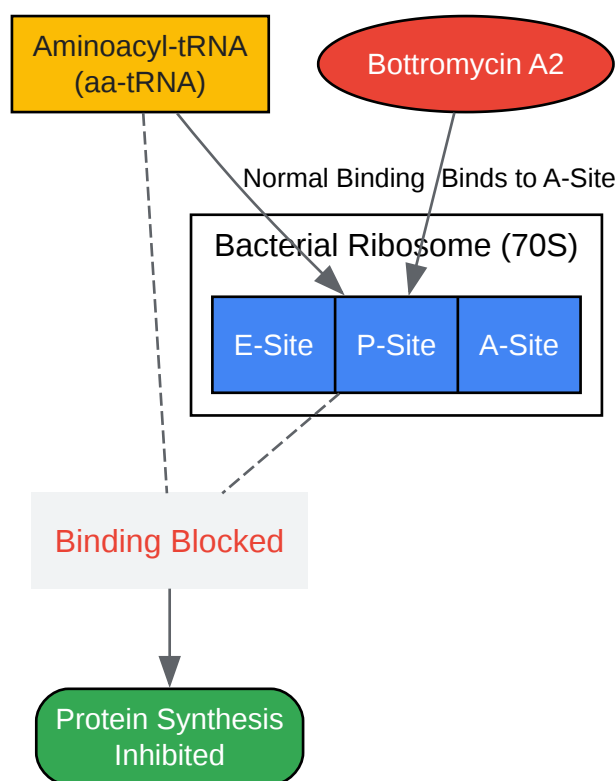 Aminoacyl-tRNA
(aa-tRNA)
Bottromycin A2
Normal Binding
Binds to A-Site
Bacterial Ribosome (70S)
E-Site
P-Site
A-Site
Binding Blocked
Protein Synthesis
Inhibited